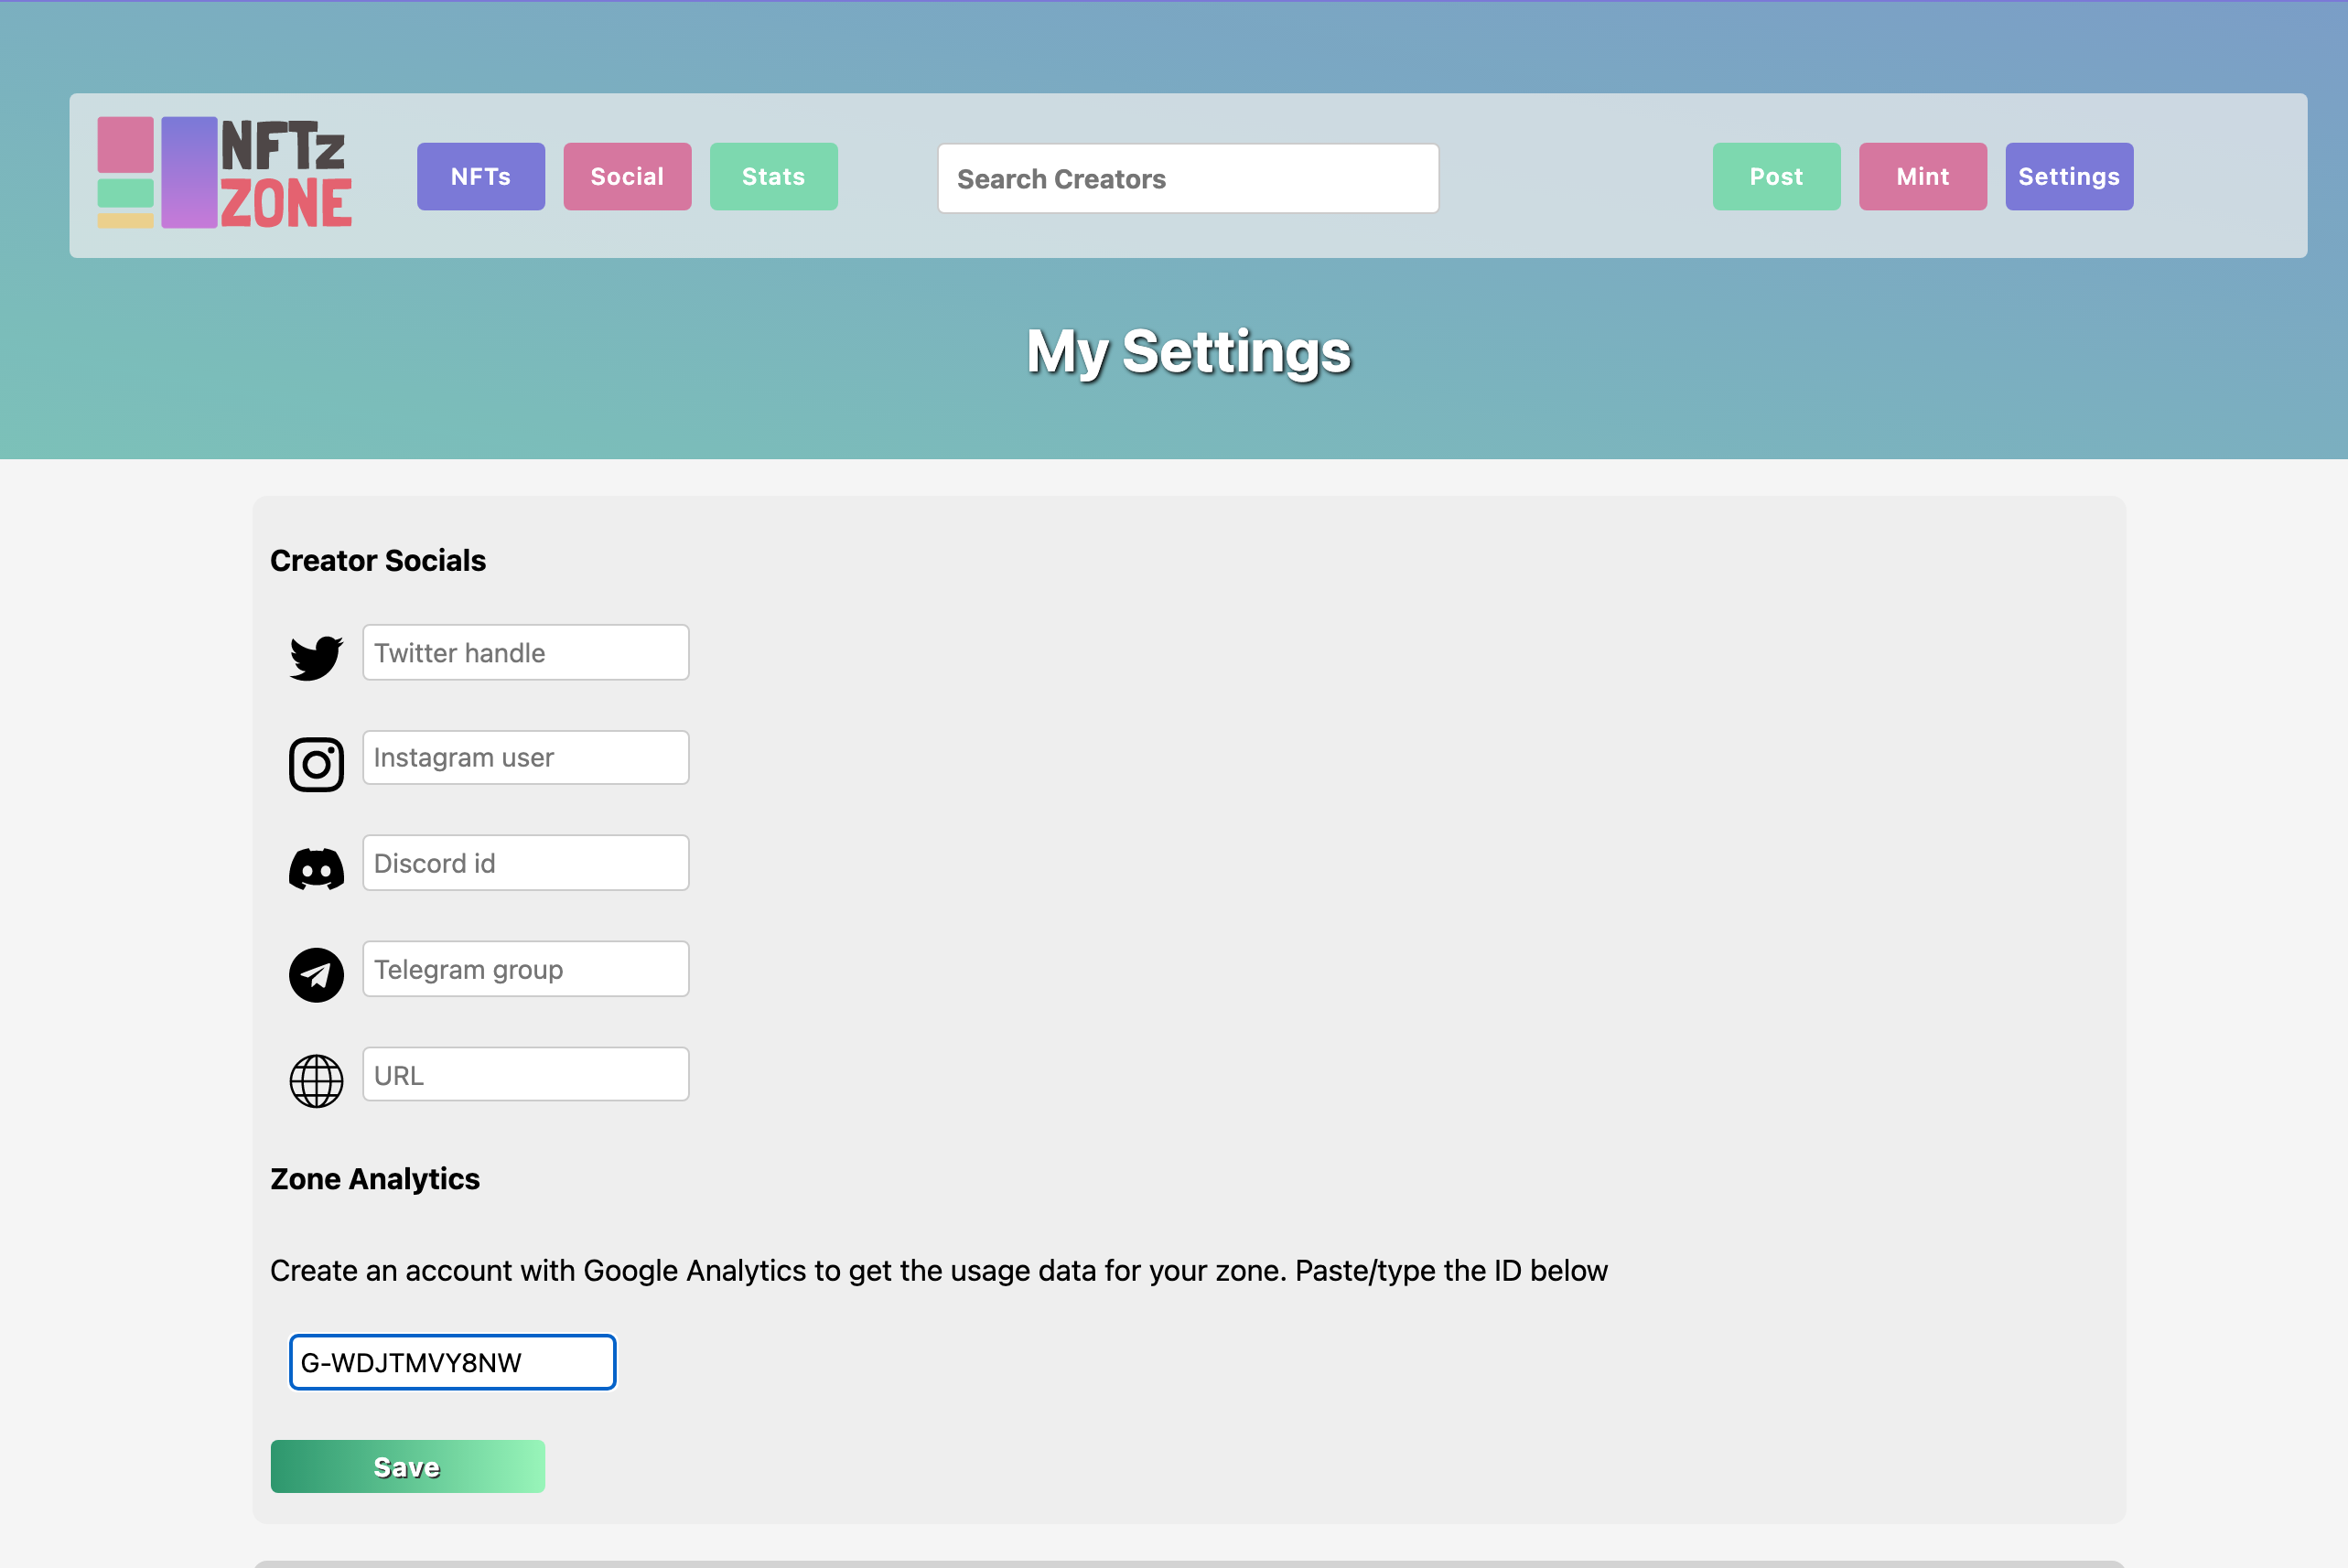 NFTz
ZONE
NFTs Social Stats Search Creators Post Mint Settings
My Settings
Creator Socials
Twitter handle
Instagram user
Discord id
Telegram group
URL
Zone Analytics
Create an account with Google Analytics to get the usage data for your zone. Paste/type the ID below
G-WDJTMVY8NW
Save